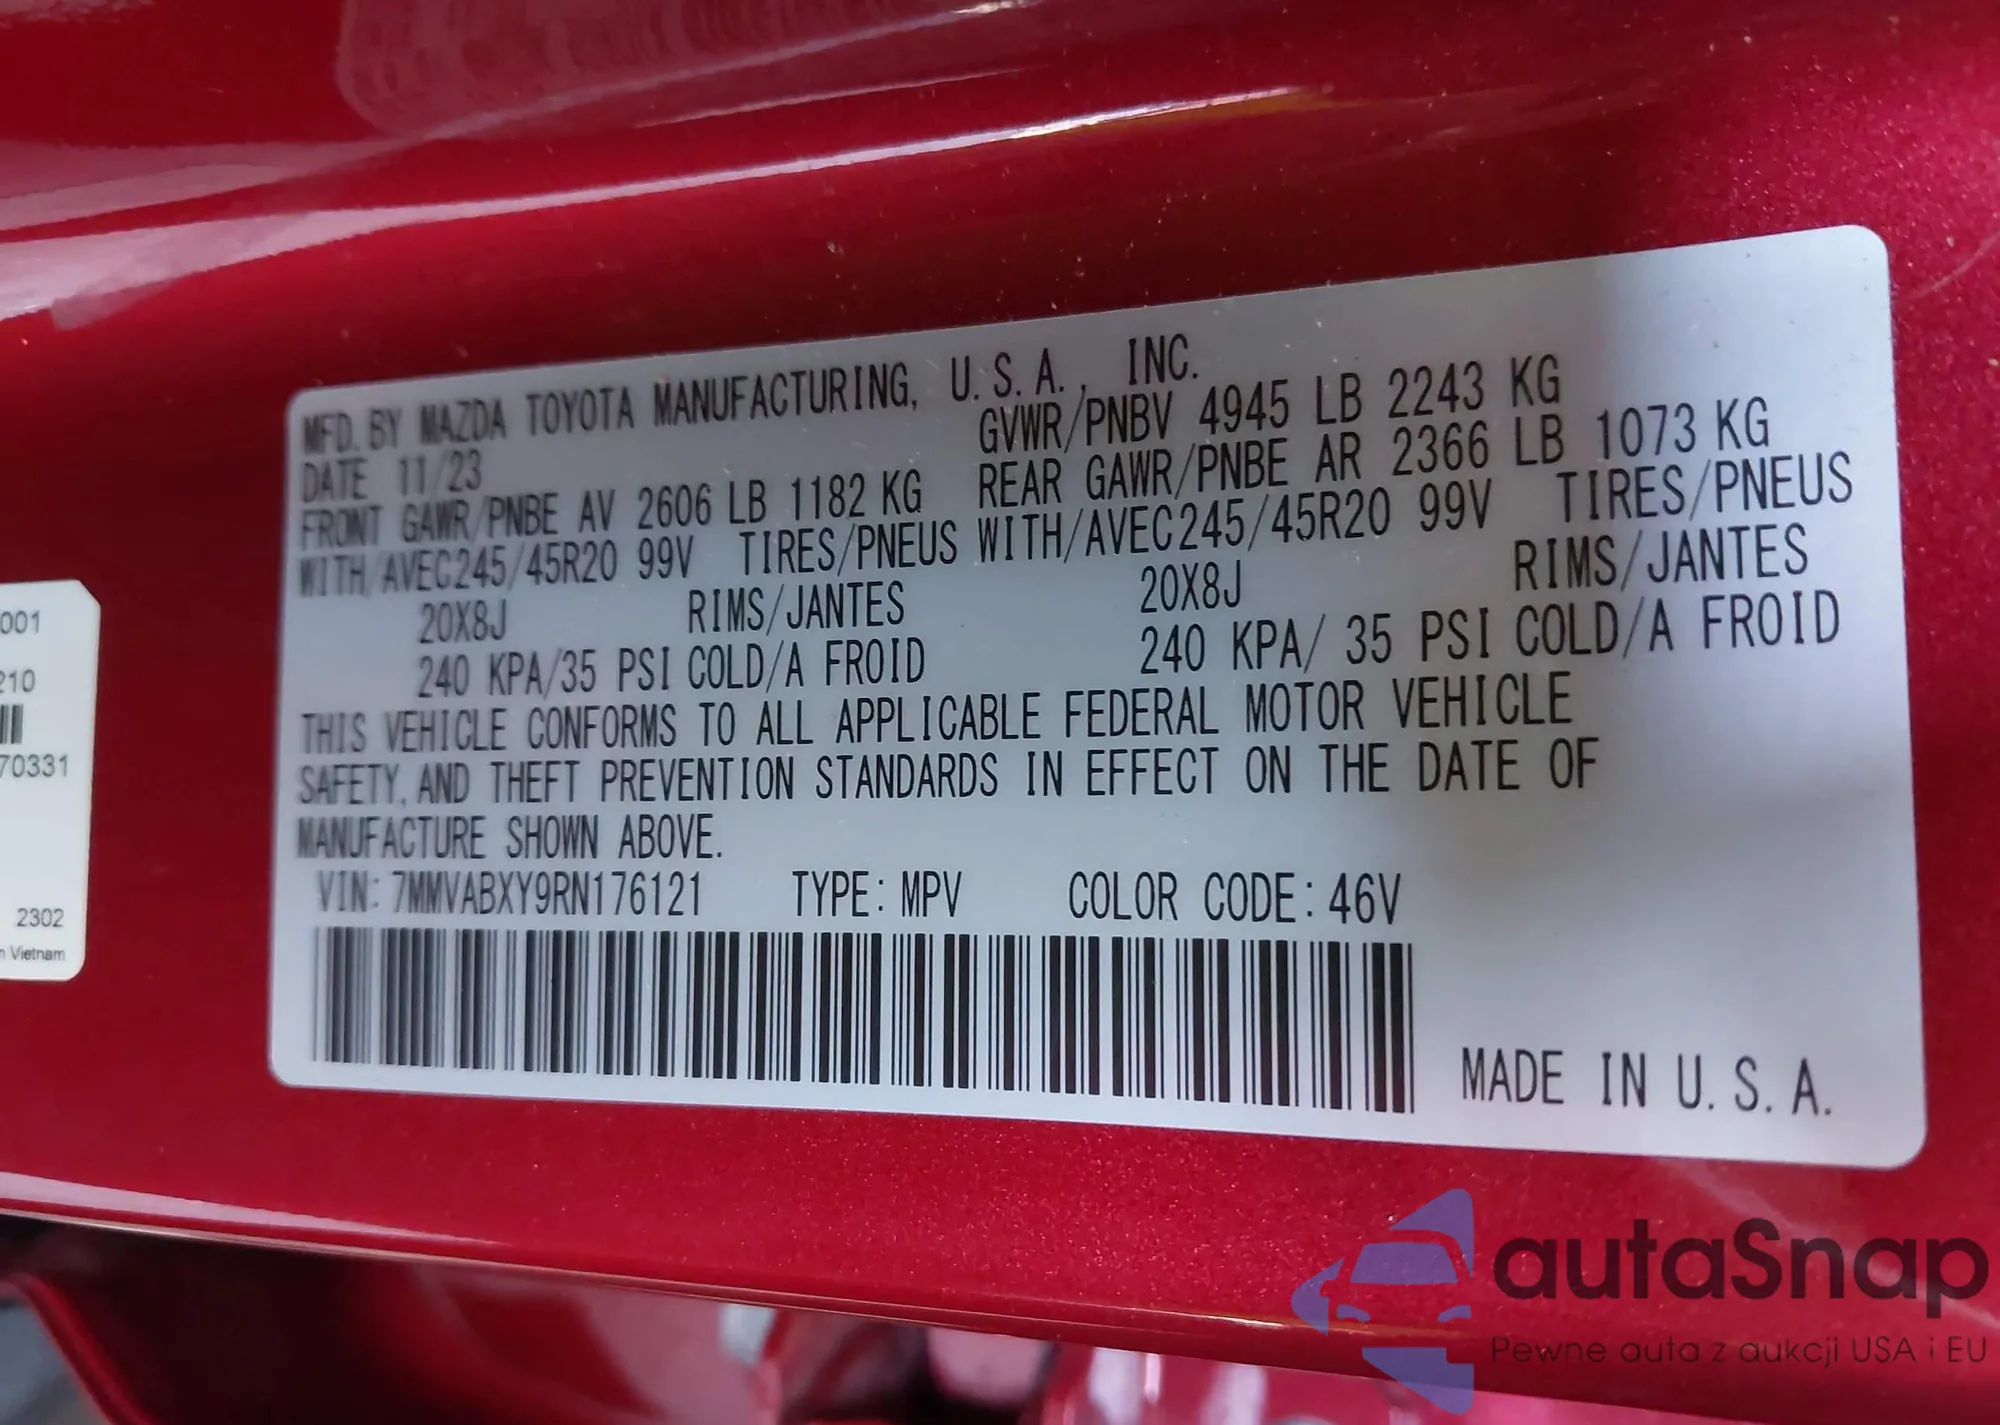 MFD. BY MAZDA TOYOTA MANUFACTURING, U.S.A., INC.
DATE 11/23 GVWR/PNBV 4945 LB 2243 KG
FRONT GAWR/PNBE AV 2606 LB 1182 KG REAR GAWR/PNBE AR 2366 LB 1073 KG
WITH/AVEC245/45R20 99V TIRES/PNEUS WITH/AVEC245/45R20 99V TIRES/PNEUS
20X8J RIMS/JANTES 20X8J RIMS/JANTES
240 KPA/35 PSI COLD/A FROID 240 KPA/ 35 PSI COLD/A FROID
THIS VEHICLE CONFORMS TO ALL APPLICABLE FEDERAL MOTOR VEHICLE
SAFETY, AND THEFT PREVENTION STANDARDS IN EFFECT ON THE DATE OF
MANUFACTURE SHOWN ABOVE.
VIN: 7MMVABXY9RN176121 TYPE: MPV COLOR CODE: 46V
MADE IN U.S.A.
001
210
70331
2302
n Vietnam
autaSnap
Pewne auta z aukcji USA i EU